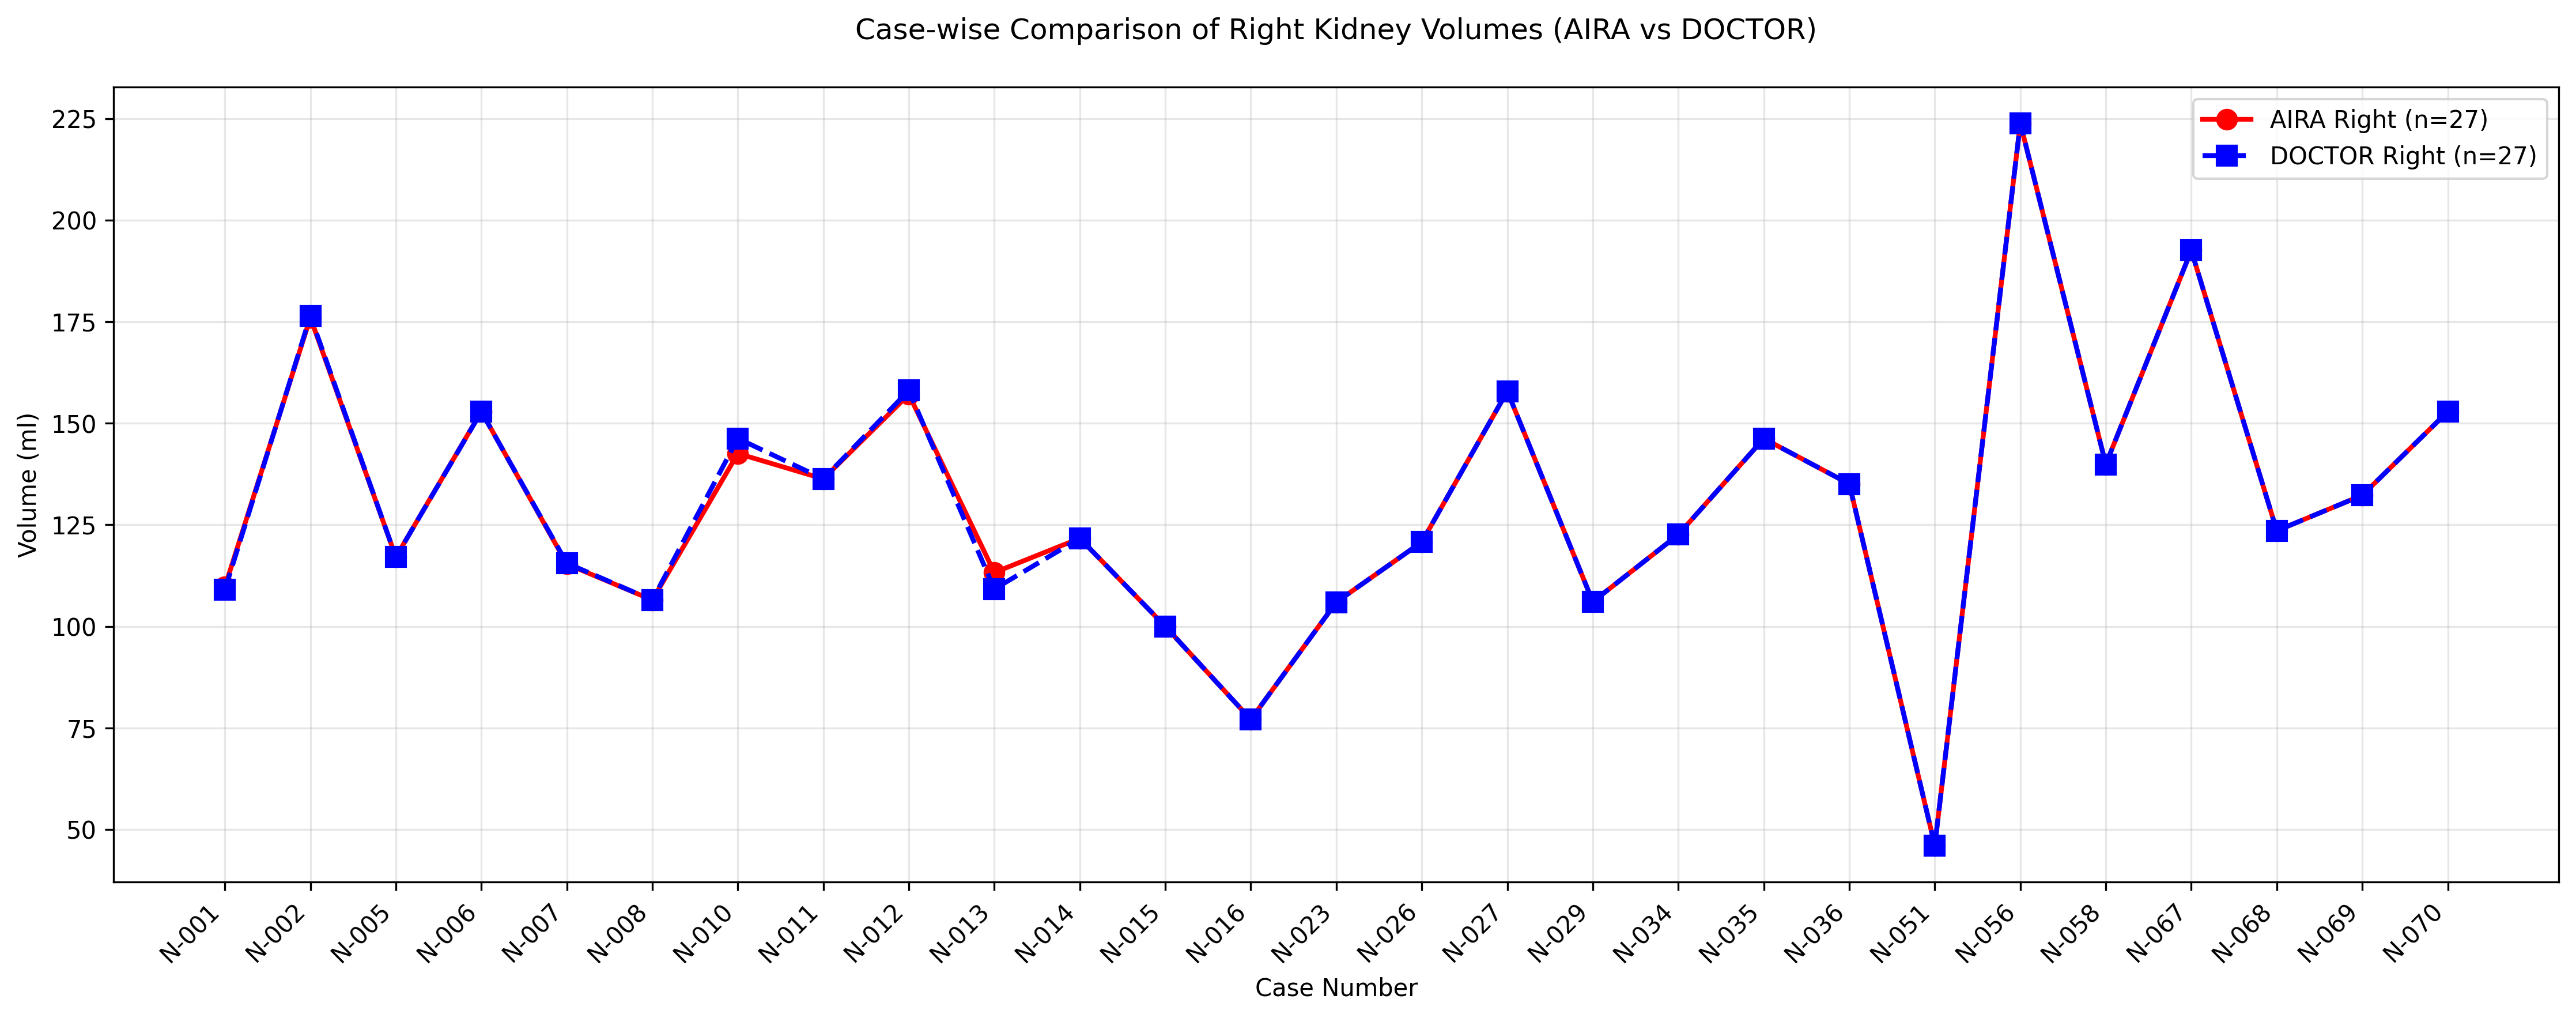 Case-wise Comparison of Right Kidney Volumes (AIRA vs DOCTOR)
AIRA Right (n=27)
DOCTOR Right (n=27)
Volume (ml)
225
200
175
150
125
100
75
50
N-001
N-002
N-005
N-006
N-007
N-008
N-010
N-011
N-012
N-013
N-014
N-015
N-016
N-023
N-026
N-027
N-029
N-034
N-035
N-036
N-051
N-056
N-058
N-067
N-068
N-069
N-070
Case Number